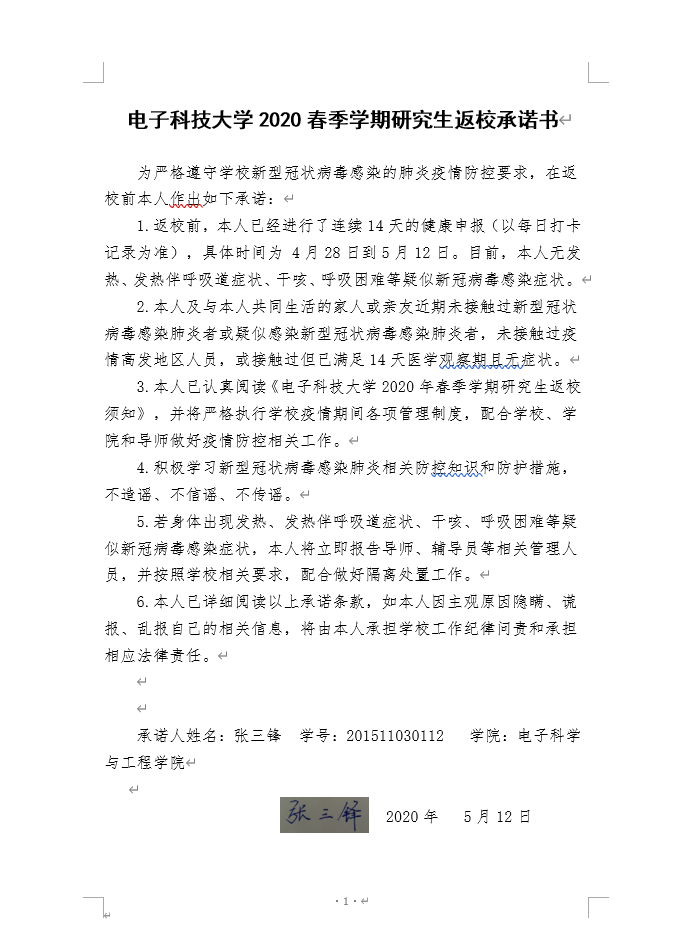 电子科技大学2020春季学期研究生返校承诺书
为严格遵守学校新型冠状病毒感染的肺炎疫情防控要求，在返
校前本人作出如下承诺：
1.返校前，本人已经进行了连续14天的健康申报（以每日打卡
记录为准），具体时间为 4月28日到5月12日。目前，本人无发
热、发热伴呼吸道症状、干咳、呼吸困难等疑似新冠病毒感染症状。
2.本人及与本人共同生活的家人或亲友近期未接触过新型冠状
病毒感染肺炎者或疑似感染新型冠状病毒感染肺炎者，未接触过疫
情高发地区人员，或接触过但已满足14天医学观察期且无症状。
3.本人已认真阅读《电子科技大学2020年春季学期研究生返校
须知》，并将严格执行学校疫情期间各项管理制度，配合学校、学
院和导师做好疫情防控相关工作。
4.积极学习新型冠状病毒感染肺炎相关防控知识和防护措施，
不造谣、不信谣、不传谣。
5.若身体出现发热、发热伴呼吸道症状、干咳、呼吸困难等疑
似新冠病毒感染症状，本人将立即报告导师、辅导员等相关管理人
员，并按照学校相关要求，配合做好隔离处置工作。
6.本人已详细阅读以上承诺条款，如本人因主观原因隐瞒、谎
报、乱报自己的相关信息，将由本人承担学校工作纪律问责和承担
相应法律责任。
承诺人姓名：张三锋 学号：201511030112 学院：电子科学
与工程学院
张三锋 2020年 5月12日
·1·